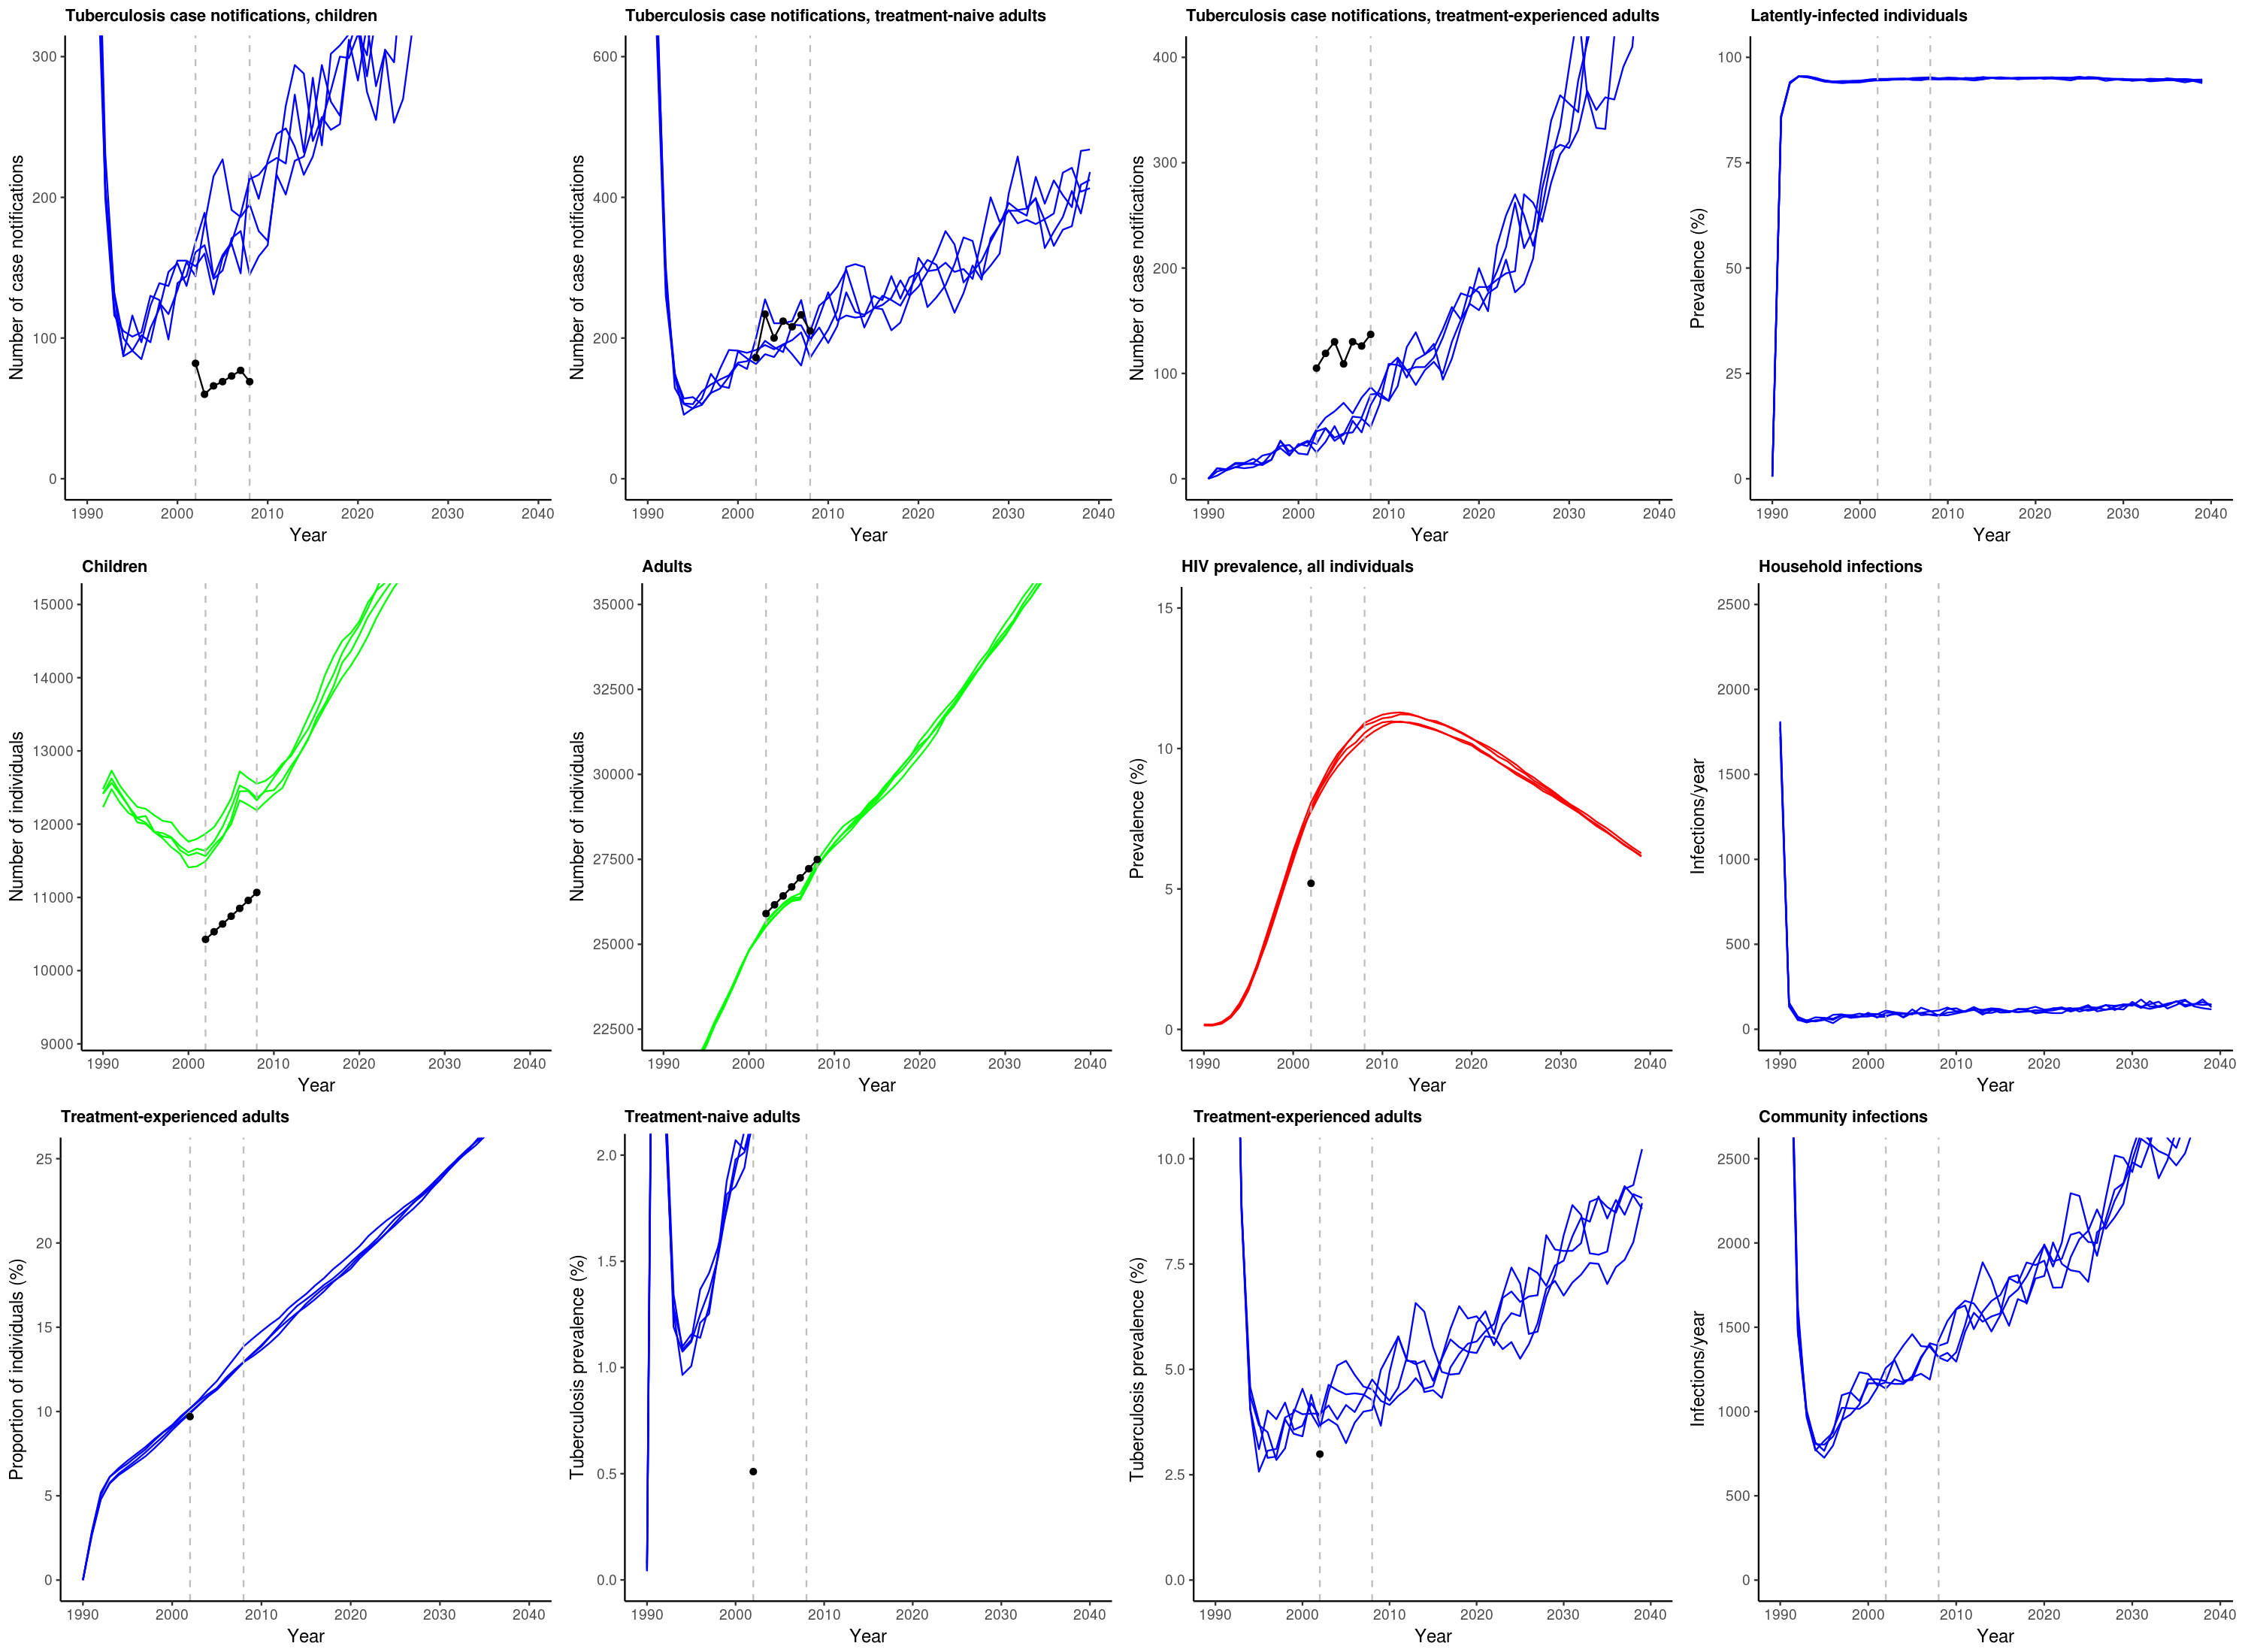 Tuberculosis case notifications, children
Number of case notifications
300
200
100
0
1990 2000 2010 2020 2030 2040
Year
Tuberculosis case notifications, treatment-naive adults
Number of case notifications
600
400
200
0
1990 2000 2010 2020 2030 2040
Year
Tuberculosis case notifications, treatment-experienced adults
Number of case notifications
400
300
200
100
0
1990 2000 2010 2020 2030 2040
Year
Latently-infected individuals
Prevalence (%)
100
75
50
25
0
1990 2000 2010 2020 2030 2040
Year
Children
Number of individuals
15000
14000
13000
12000
11000
10000
9000
1990 2000 2010 2020 2030 2040
Year
Adults
Number of individuals
35000
32500
30000
27500
25000
22500
1990 2000 2010 2020 2030 2040
Year
HIV prevalence, all individuals
Prevalence (%)
15
10
5
0
1990 2000 2010 2020 2030 2040
Year
Household infections
Infections/year
2500
2000
1500
1000
500
0
1990 2000 2010 2020 2030 2040
Year
Treatment-experienced adults
Proportion of individuals (%)
25
20
15
10
5
0
1990 2000 2010 2020 2030 2040
Year
Treatment-naive adults
Tuberculosis prevalence (%)
2.0
1.5
1.0
0.5
0.0
1990 2000 2010 2020 2030 2040
Year
Treatment-experienced adults
Tuberculosis prevalence (%)
10.0
7.5
5.0
2.5
0.0
1990 2000 2010 2020 2030 2040
Year
Community infections
Infections/year
2500
2000
1500
1000
500
0
1990 2000 2010 2020 2030 2040
Year